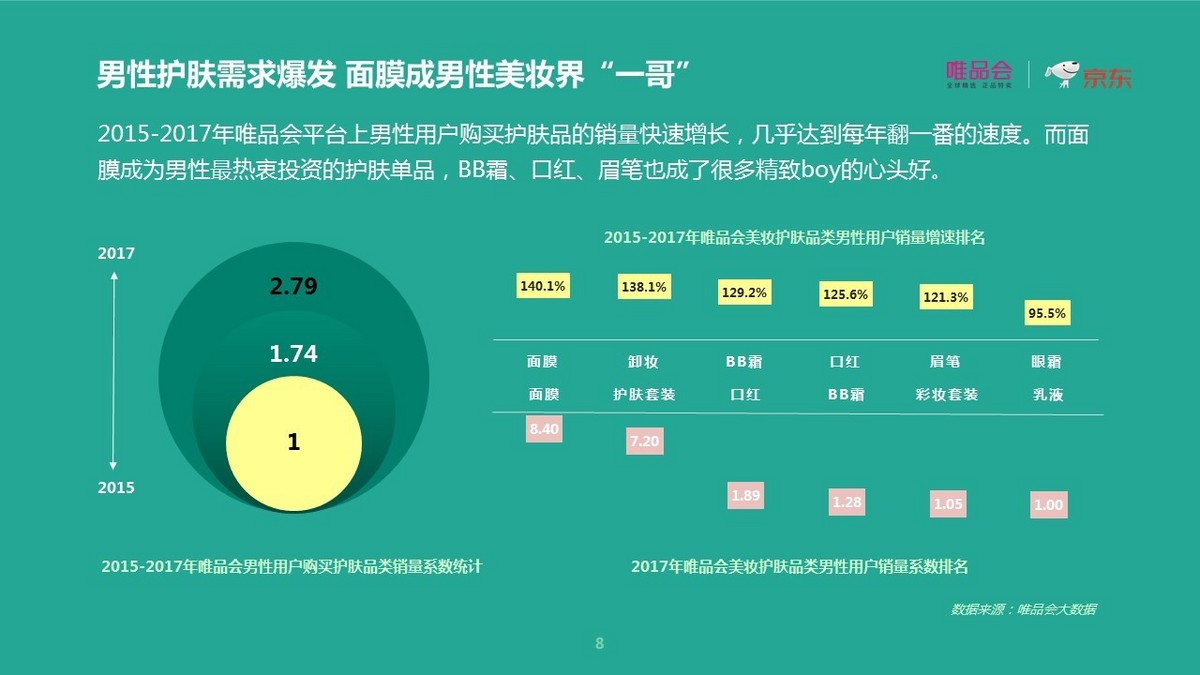 男性护肤需求爆发 面膜成男性美妆界“一哥”
唯品会
全球精选 正品特卖
京东
2015-2017年唯品会平台上男性用户购买护肤品的销量快速增长，几乎达到每年翻一番的速度。而面
膜成为男性最热衷投资的护肤单品，BB霜、口红、眉笔也成了很多精致boy的心头好。
2017
2.79
1.74
1
2015
2015-2017年唯品会男性用户购买护肤品类销量系数统计
2015-2017年唯品会美妆护肤品类男性用户销量增速排名
140.1% 138.1% 129.2% 125.6% 121.3% 95.5%
面膜 卸妆 BB霜 口红 眉笔 眼霜
面膜 护肤套装 口红 BB霜 彩妆套装 乳液
8.40 7.20 1.89 1.28 1.05 1.00
2017年唯品会美妆护肤品类男性用户销量系数排名
数据来源：唯品会大数据
8